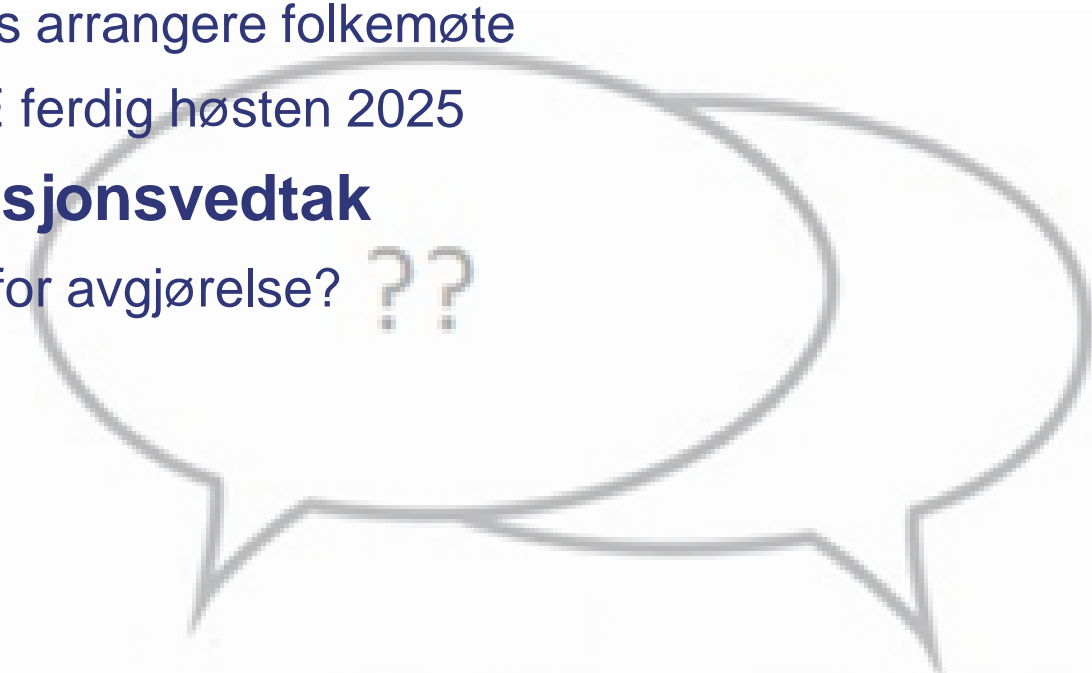 s arrangere folkemøte
E ferdig høsten 2025
sjonsvedtak
for avgjørelse? ??